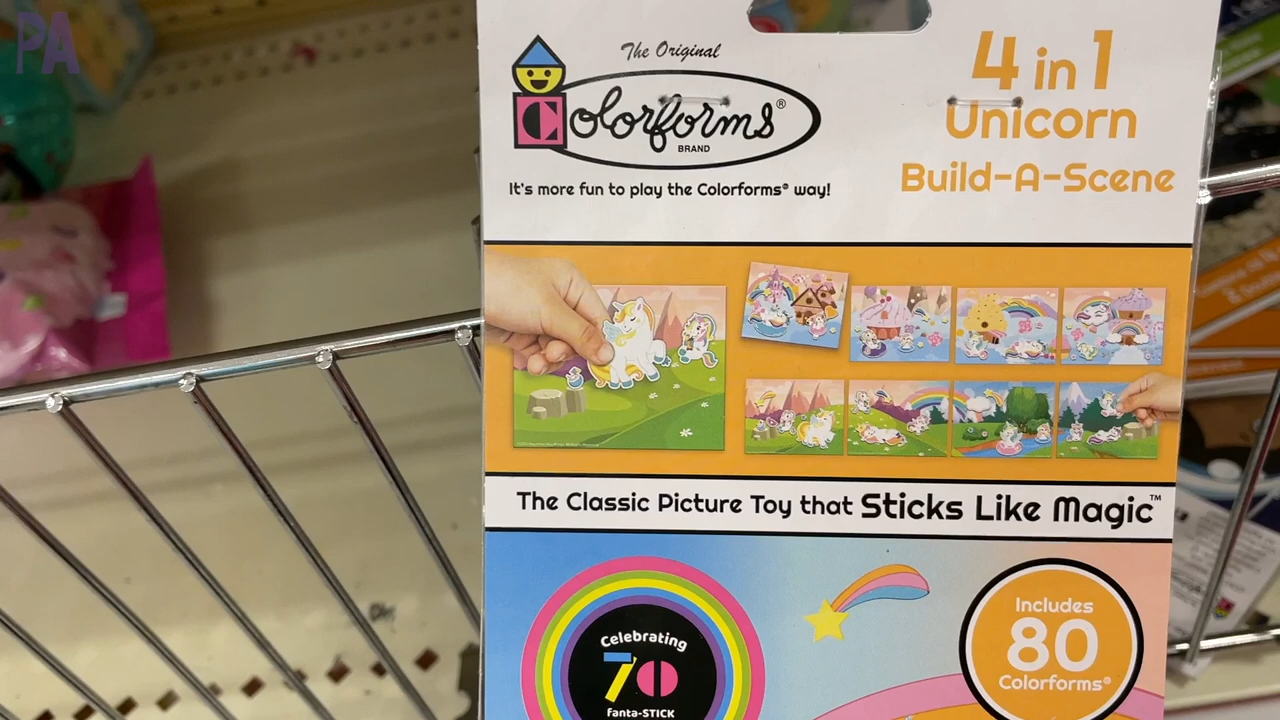 PA
The Original
Colorforms®
BRAND
It's more fun to play the Colorforms® way!
4 in 1
Unicorn
Build-A-Scene
The Classic Picture Toy that Sticks Like Magic™
Celebrating
70
fanta-STICK
Includes
80
Colorforms®